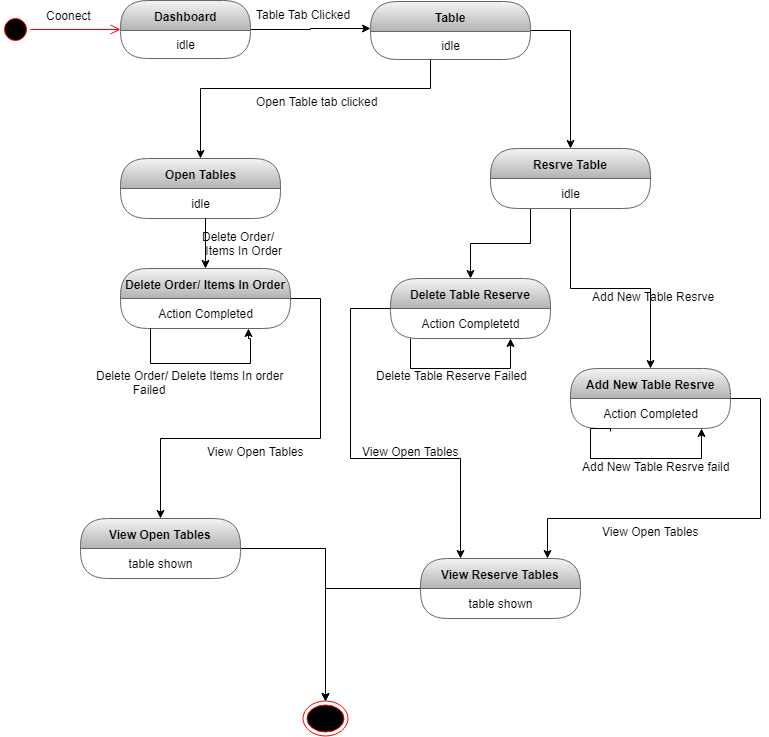 Coonect
Dashboard
idle
Table Tab Clicked
Table
idle
Open Table tab clicked
Open Tables
idle
Resrve Table
idle
Delete Order/
Items In Order
Delete Order/ Items In Order
Action Completed
Delete Order/ Delete Items In order
Failed
Delete Table Reserve
Action Completetd
Delete Table Reserve Failed
Add New Table Resrve
Add New Table Resrve
Action Completed
Add New Table Resrve faild
View Open Tables
View Open Tables
View Open Tables
View Open Tables
table shown
View Reserve Tables
table shown